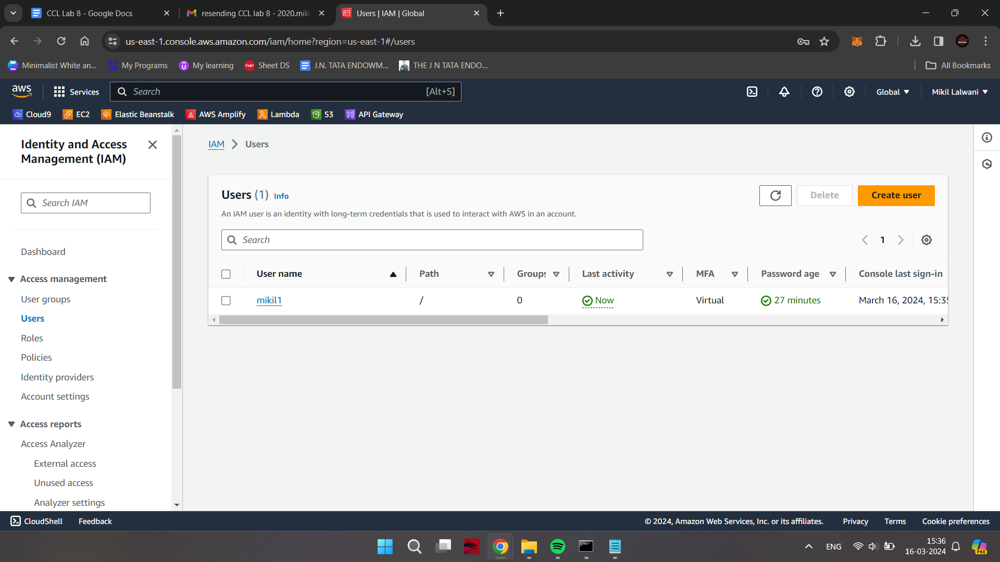 CCL Lab 8 - Google Docs
resending CCL lab 8 - 2020.miki
Users | IAM | Global
us-east-1.console.aws.amazon.com/iam/home?region=us-east-1#/users
Minimalist White an...
My Programs
My learning
TUF
Sheet DS
J.N. TATA ENDOWM...
THE J N TATA ENDO...
All Bookmarks
aws
Services
Search
[Alt+S]
Global
Mikil Lalwani
Cloud9
EC2
Elastic Beanstalk
AWS Amplify
Lambda
S3
API Gateway
Identity and Access
Management (IAM)
Search IAM
Dashboard
Access management
User groups
Users
Roles
Policies
Identity providers
Account settings
Access reports
Access Analyzer
External access
Unused access
Analyzer settings
IAM > Users
Users (1) Info
Delete
Create user
An IAM user is an identity with long-term credentials that is used to interact with AWS in an account.
Search
1
User name
Path
Groups
Last activity
MFA
Password age
Console last sign-in
mikil1
/
0
Now
Virtual
27 minutes
March 16, 2024, 15:35
CloudShell
Feedback
© 2024, Amazon Web Services, Inc. or its affiliates.
Privacy
Terms
Cookie preferences
ENG
15:36
16-03-2024
PRE